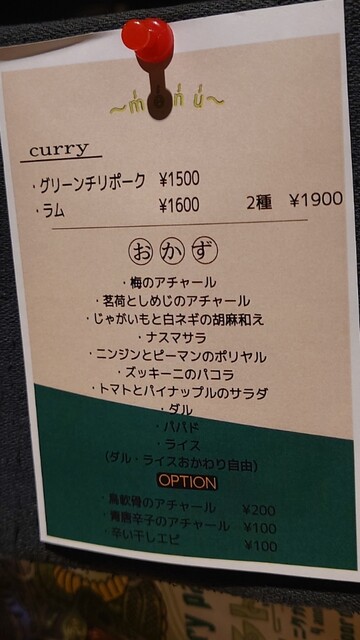 ～menu～
curry
・グリーンチリポーク ¥1500
・ラム ¥1600 2種 ¥1900
おかず
・梅のアチャール
・茗荷としめじのアチャール
・じゃがいもと白ネギの胡麻和え
・ナスマサラ
・ニンジンとピーマンのポリヤル
・ズッキーニのパコラ
・トマトとパイナップルのサラダ
・ダル
・パパド
・ライス
(ダル・ライスおかわり自由)
OPTION
・鳥軟骨のアチャール ¥200
・青唐辛子のアチャール ¥100
・辛い干しエビ ¥100